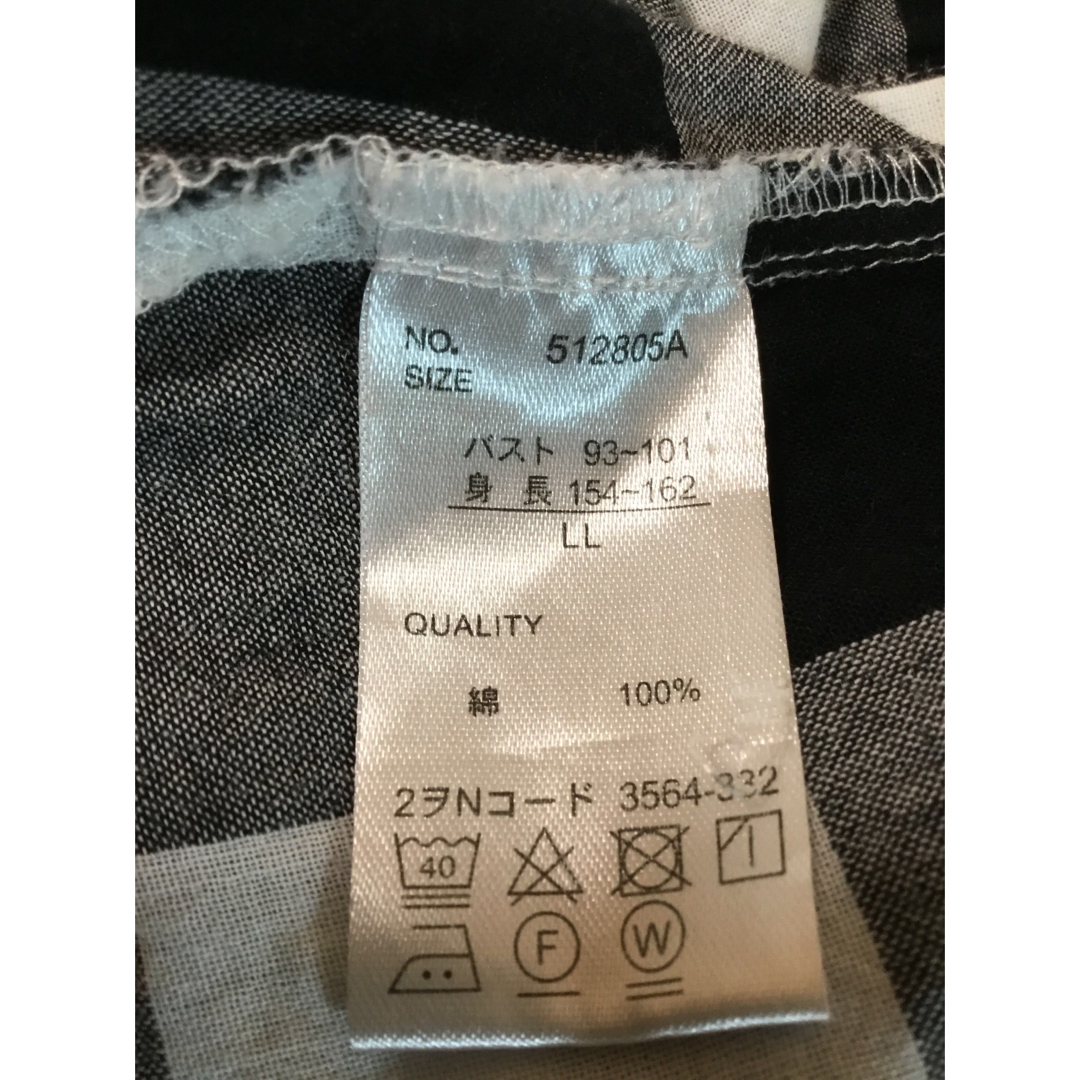 NO. 512805A
SIZE
バスト 93~101
身 長 154~162
LL
QUALITY
綿 100%
2ヲNコード 3564-332
40
F
W